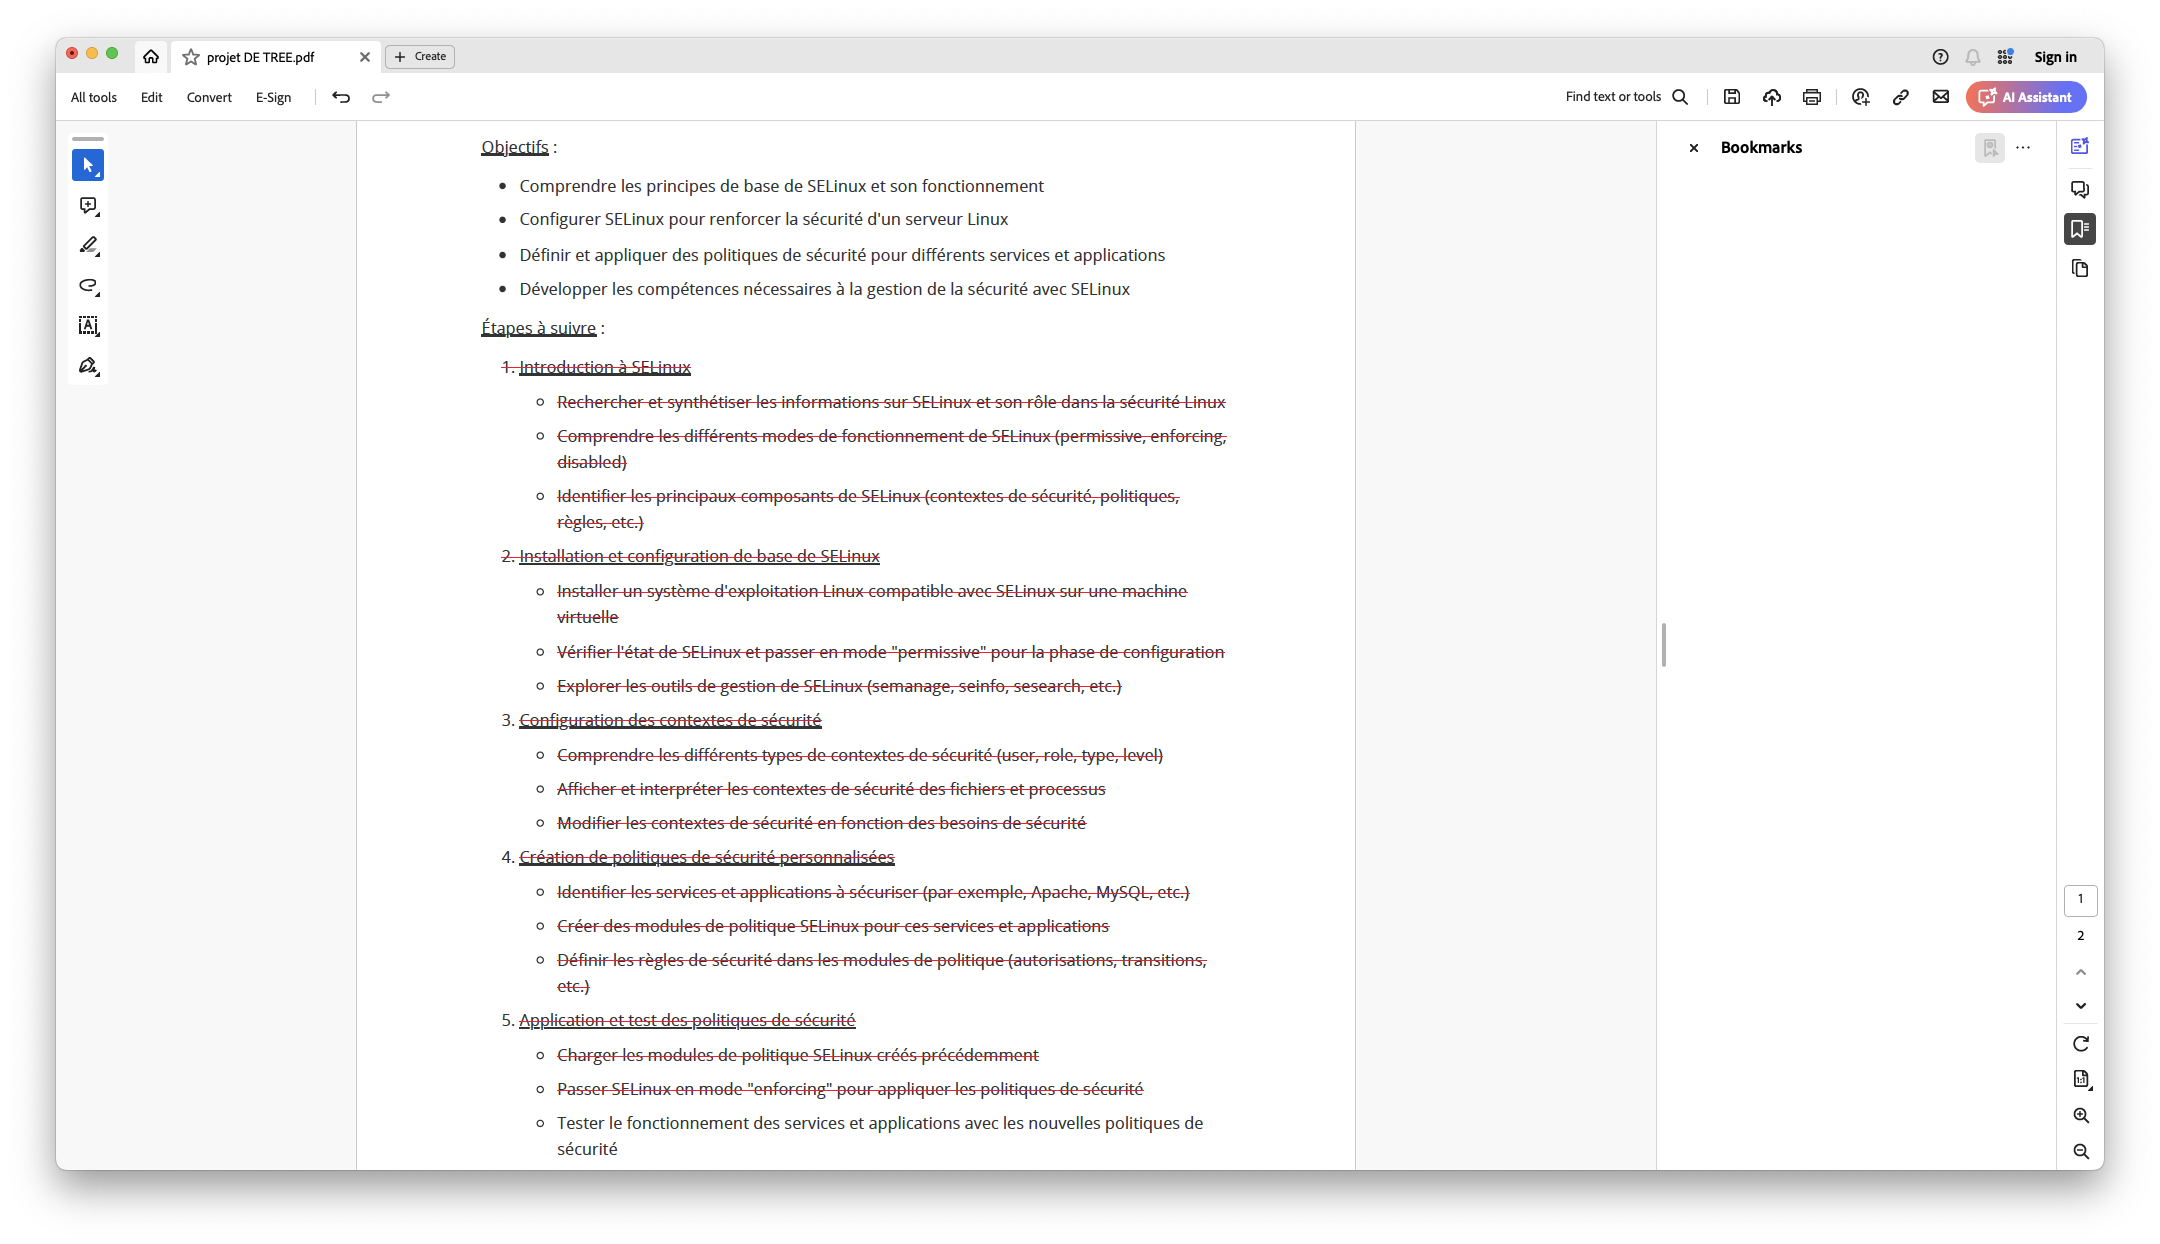 projet DE TREE.pdf
Create
Sign in
All tools
Edit
Convert
E-Sign
Find text or tools
AI Assistant
Objectifs :
Comprendre les principes de base de SELinux et son fonctionnement
Configurer SELinux pour renforcer la sécurité d'un serveur Linux
Définir et appliquer des politiques de sécurité pour différents services et applications
Développer les compétences nécessaires à la gestion de la sécurité avec SELinux
Étapes à suivre :
1. Introduction à SELinux
Rechercher et synthétiser les informations sur SELinux et son rôle dans la sécurité Linux
Comprendre les différents modes de fonctionnement de SELinux (permissive, enforcing,
disabled)
Identifier les principaux composants de SELinux (contextes de sécurité, politiques,
règles, etc.)
2. Installation et configuration de base de SELinux
Installer un système d'exploitation Linux compatible avec SELinux sur une machine
virtuelle
Vérifier l'état de SELinux et passer en mode "permissive" pour la phase de configuration
Explorer les outils de gestion de SELinux (semanage, seinfo, sesearch, etc.)
3. Configuration des contextes de sécurité
Comprendre les différents types de contextes de sécurité (user, role, type, level)
Afficher et interpréter les contextes de sécurité des fichiers et processus
Modifier les contextes de sécurité en fonction des besoins de sécurité
4. Création de politiques de sécurité personnalisées
Identifier les services et applications à sécuriser (par exemple, Apache, MySQL, etc.)
Créer des modules de politique SELinux pour ces services et applications
Définir les règles de sécurité dans les modules de politique (autorisations, transitions,
etc.)
5. Application et test des politiques de sécurité
Charger les modules de politique SELinux créés précédemment
Passer SELinux en mode "enforcing" pour appliquer les politiques de sécurité
Tester le fonctionnement des services et applications avec les nouvelles politiques de
sécurité
Bookmarks
1
2